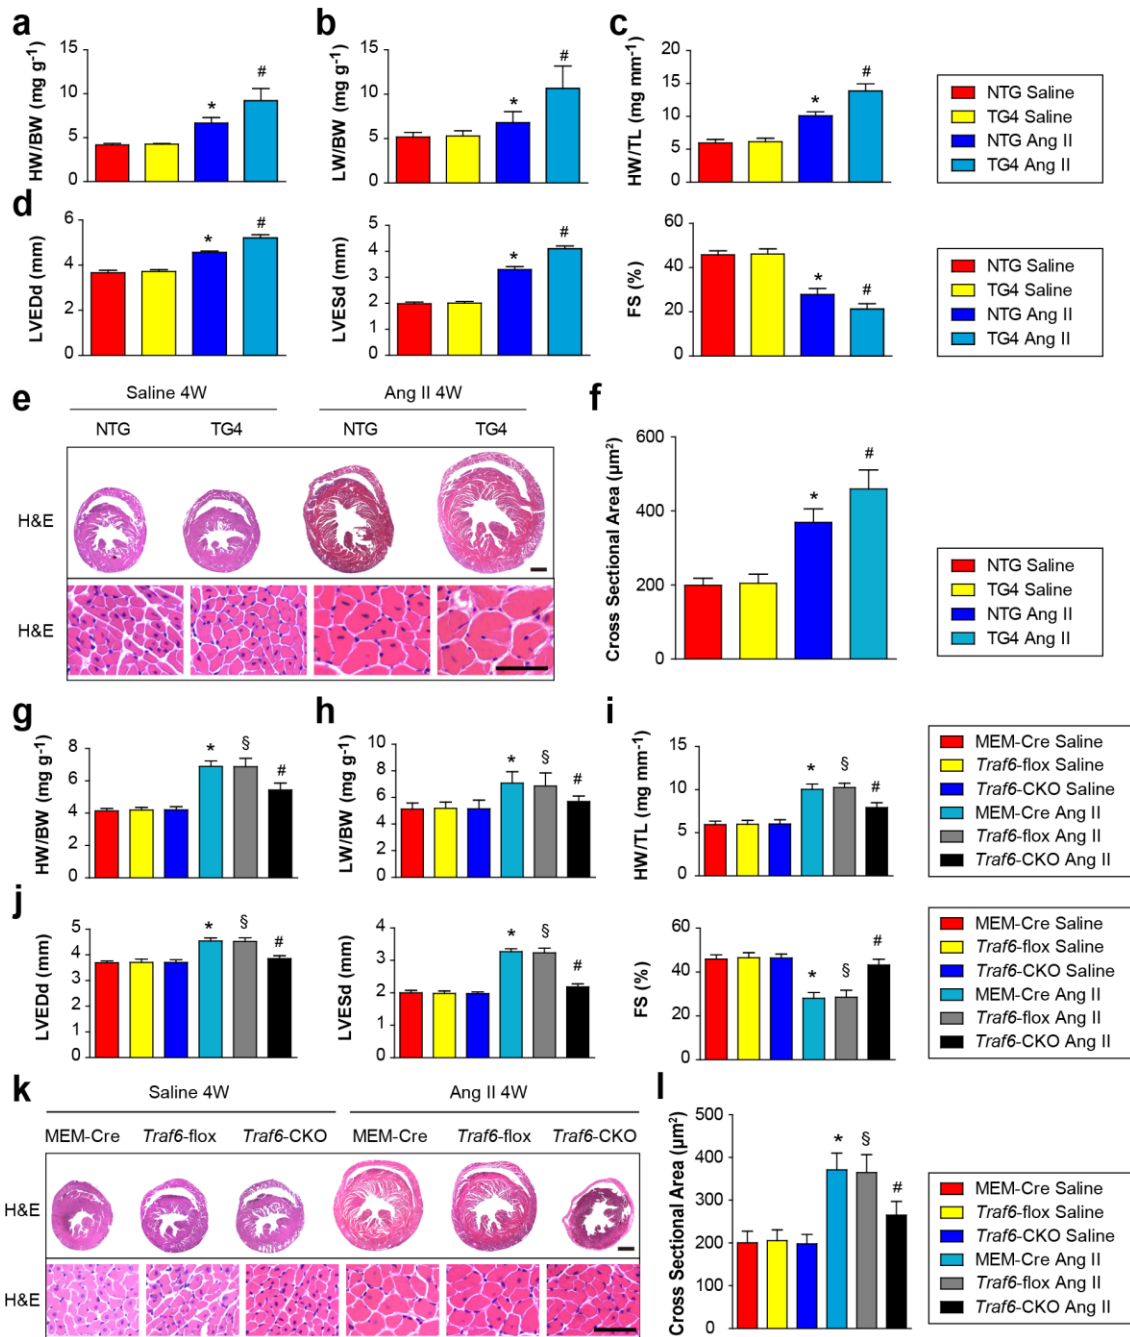 a
HW/BW (mg g⁻¹)
15
10
5
0
*
#
b
LW/BW (mg g⁻¹)
15
10
5
0
*
#
c
HW/TL (mg mm⁻¹)
20
15
10
5
0
*
#
NTG Saline
TG4 Saline
NTG Ang II
TG4 Ang II
d
LVEDd (mm)
6
4
2
0
*
#
LVESd (mm)
5
4
3
2
1
0
*
#
FS (%)
60
40
20
0
*
#
NTG Saline
TG4 Saline
NTG Ang II
TG4 Ang II
e
Saline 4W
Ang II 4W
NTG
TG4
NTG
TG4
H&E
H&E
f
Cross Sectional Area (µm²)
600
400
200
0
*
#
NTG Saline
TG4 Saline
NTG Ang II
TG4 Ang II
g
HW/BW (mg g⁻¹)
8
6
4
2
0
*
§
#
h
LW/BW (mg g⁻¹)
10
8
6
4
2
0
*
§
#
i
HW/TL (mg mm⁻¹)
15
10
5
0
*
§
#
MEM-Cre Saline
Traf6-flox Saline
Traf6-CKO Saline
MEM-Cre Ang II
Traf6-flox Ang II
Traf6-CKO Ang II
j
LVEDd (mm)
5
4
3
2
1
0
*
§
#
LVESd (mm)
4
3
2
1
0
*
§
#
FS (%)
60
40
20
0
*
§
#
MEM-Cre Saline
Traf6-flox Saline
Traf6-CKO Saline
MEM-Cre Ang II
Traf6-flox Ang II
Traf6-CKO Ang II
k
Saline 4W
Ang II 4W
MEM-Cre
Traf6-flox
Traf6-CKO
MEM-Cre
Traf6-flox
Traf6-CKO
H&E
H&E
l
Cross Sectional Area (µm²)
500
400
300
200
100
0
*
§
#
MEM-Cre Saline
Traf6-flox Saline
Traf6-CKO Saline
MEM-Cre Ang II
Traf6-flox Ang II
Traf6-CKO Ang II